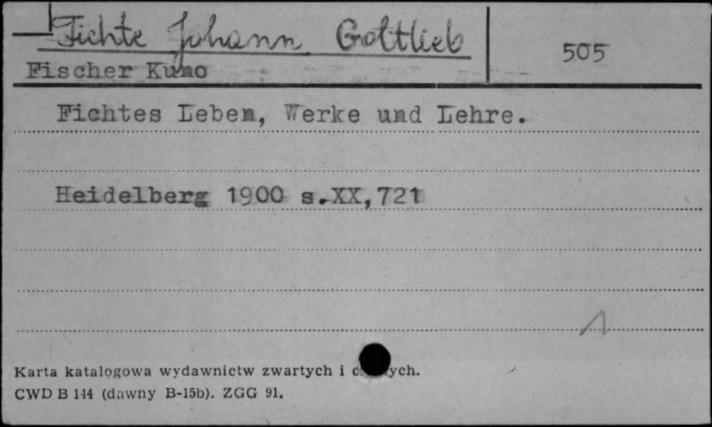 Fichte Johann Gottlieb
505
Fischer Kuno
Fichtes Leben, Werke und Lehre.
Heidelberg 1900 s.XX,721
1
Karta katalogowa wydawnictw zwartych i
CWD B 144 (dawny B-15b). ZGG 91.